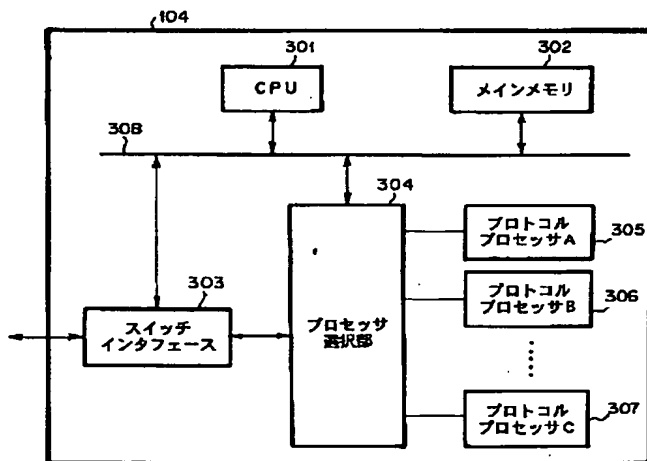 104
301
CPU
302
メインメモリ
308
304
プロトコル
プロセッサA
305
プロトコル
プロセッサB
306
303
スイッチ
インタフェース
プロセッサ
選択部
プロトコル
プロセッサC
307